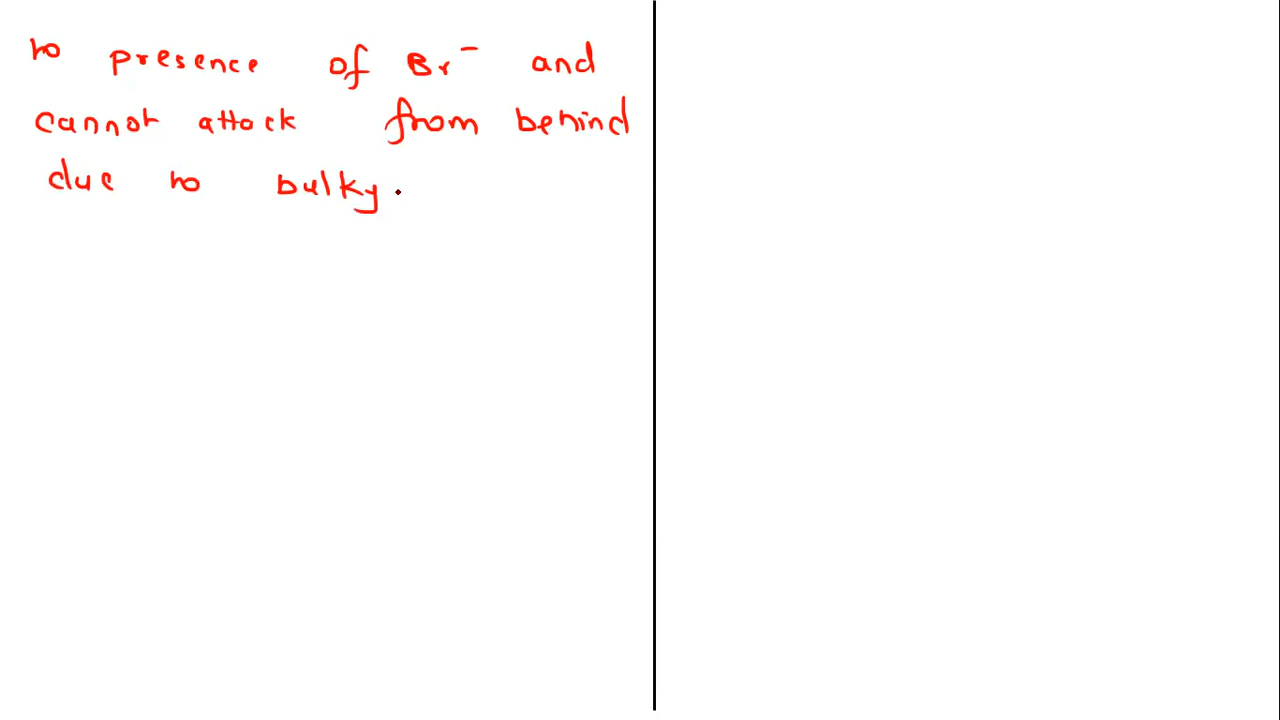 to presence of Br⁻ and
cannot attack from behind
due to bulky